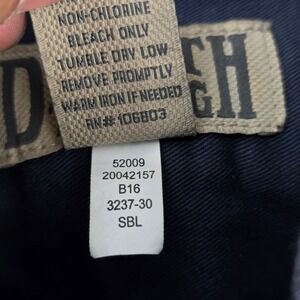 NON-CHLORINE
BLEACH ONLY
TUMBLE DRY LOW
REMOVE PROMPTLY
WARM IRON IF NEEDED
RN# 106803
52009
20042157
B16
3237-30
SBL